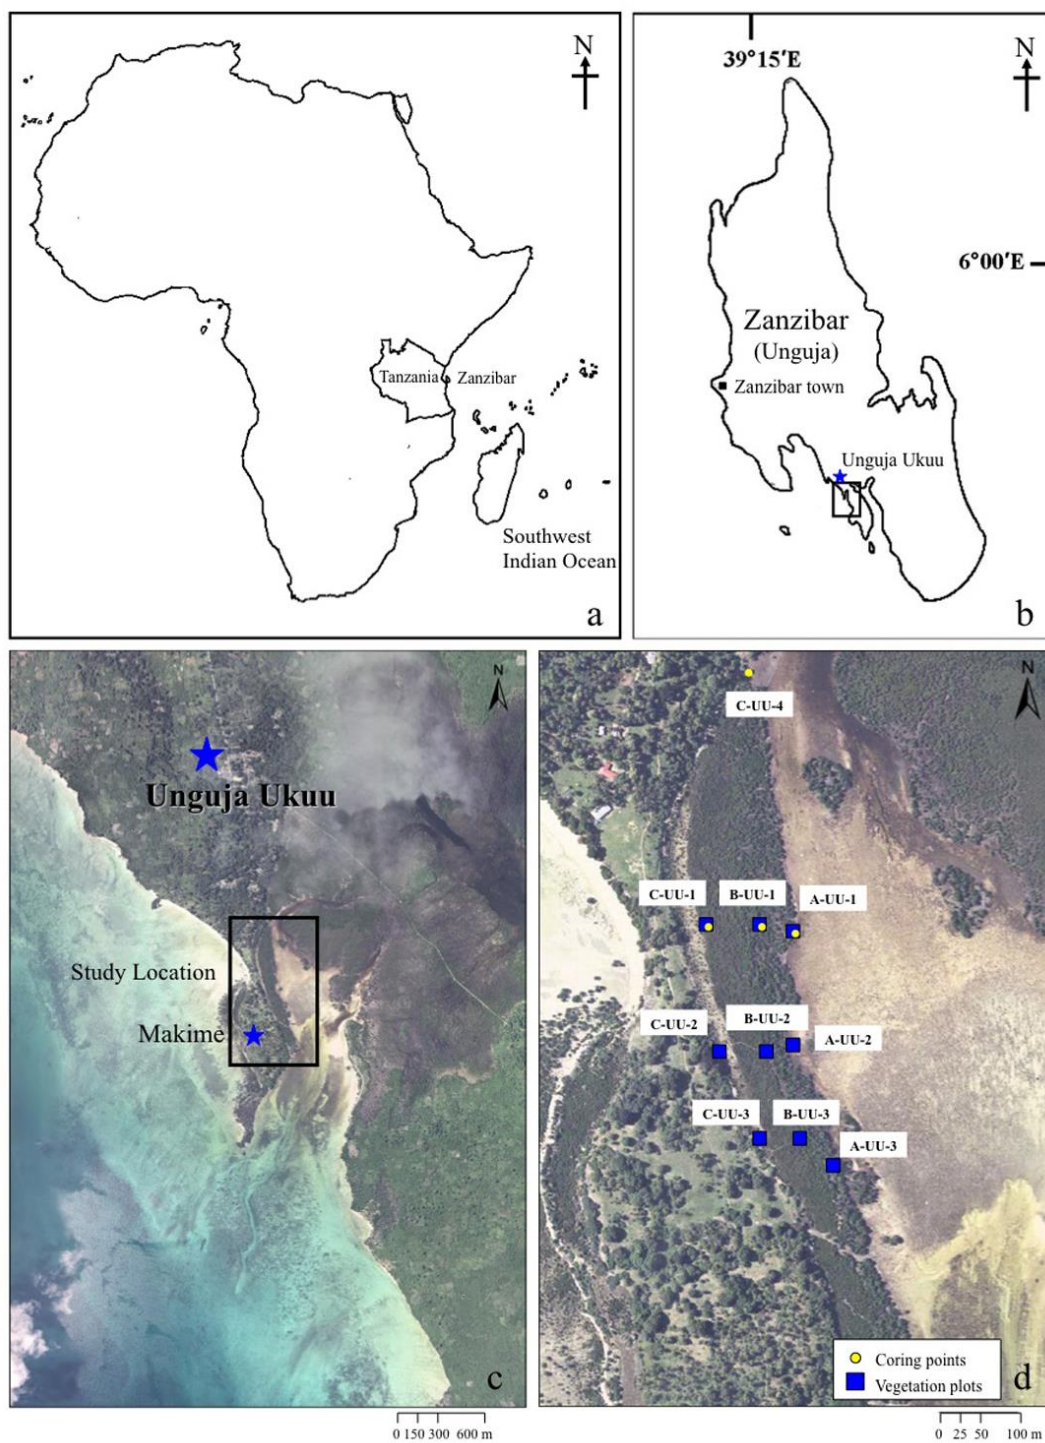 N
Tanzania
Zanzibar
Southwest
Indian Ocean
a
39°15′E
N
6°00′E
Zanzibar
(Unguja)
Zanzibar town
Unguja Ukuu
b
N
Unguja Ukuu
Study Location
Makime
c
0 150 300 600 m
N
C-UU-4
C-UU-1
B-UU-1
A-UU-1
C-UU-2
B-UU-2
A-UU-2
C-UU-3
B-UU-3
A-UU-3
Coring points
Vegetation plots
d
0 25 50 100 m